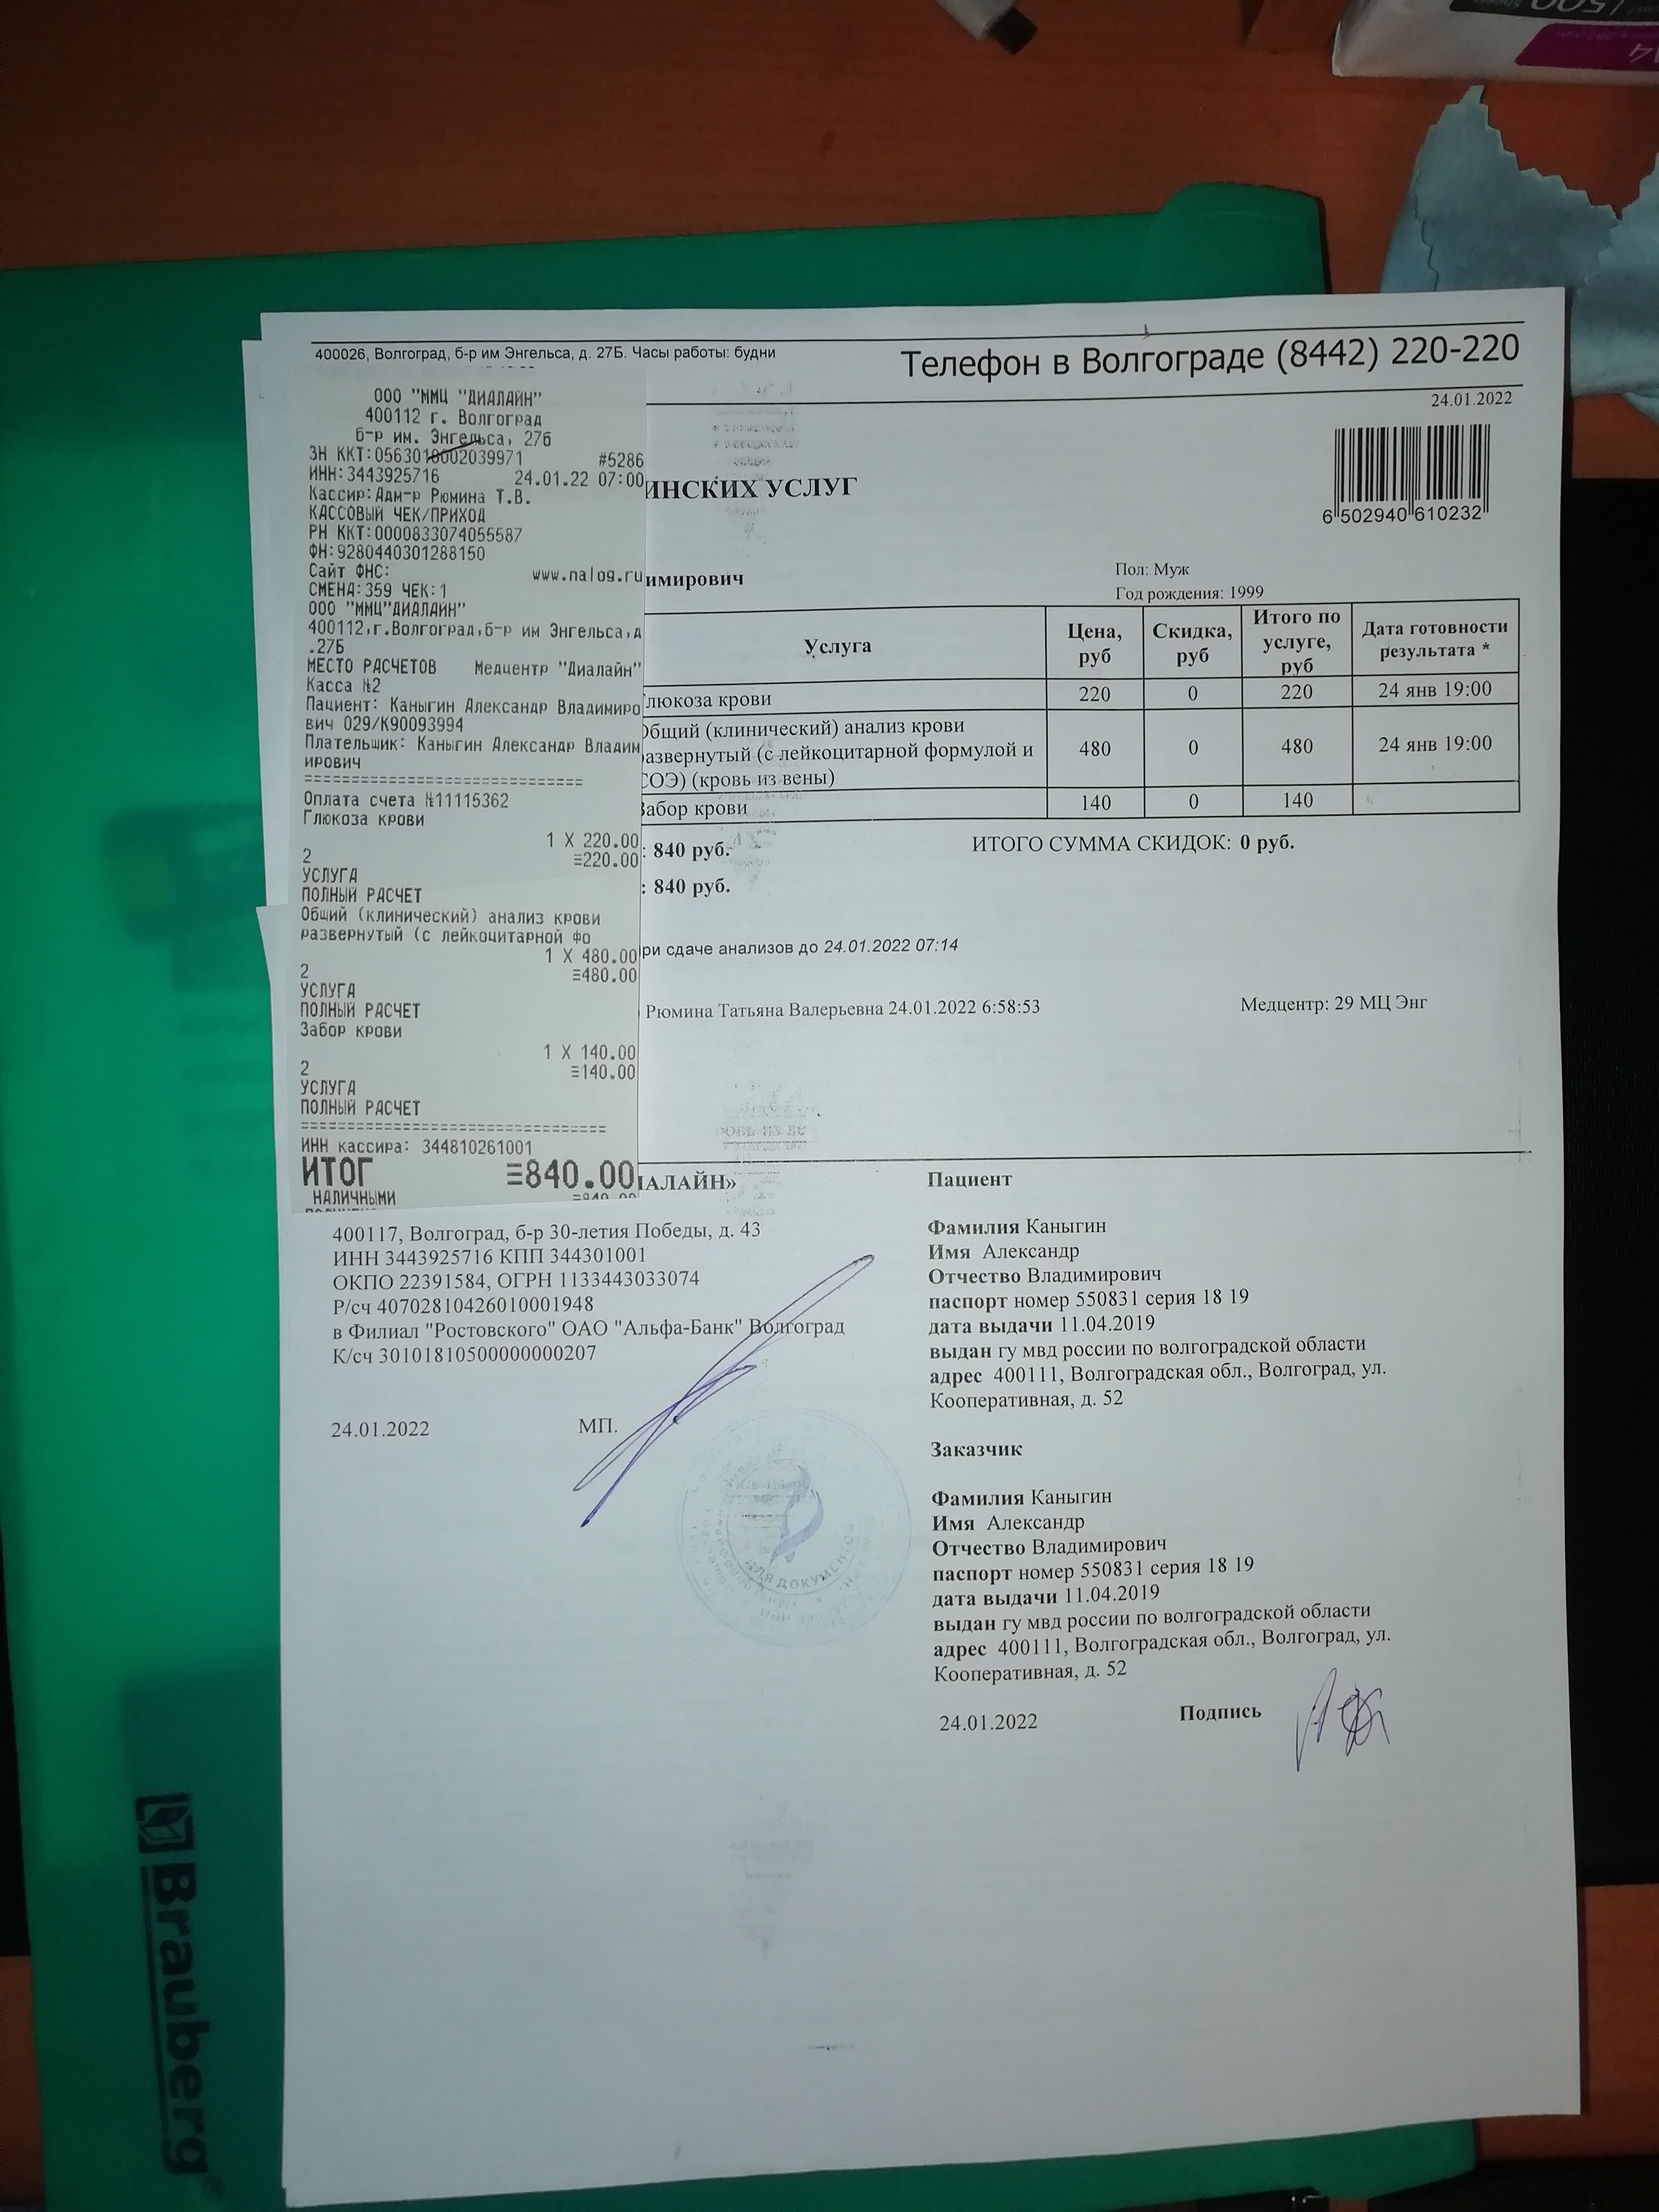 400026, Волгоград, б-р им Энгельса, д. 27Б. Часы работы: будни
Телефон в Волгограде (8442) 220-220
24.01.2022
6 502940 610232
ИНСКИХ УСЛУГ
имирович
Пол: Муж
Год рождения: 1999
Услуга Цена, руб Скидка, руб Итого по услуге, руб Дата готовности результата *
люкоза крови 220 0 220 24 янв 19:00
Общий (клинический) анализ крови
развернутый (с лейкоцитарной формулой и 480 0 480 24 янв 19:00
СОЭ) (кровь из вены)
Забор крови 140 0 140
: 840 руб. ИТОГО СУММА СКИДОК: 0 руб.
: 840 руб.
ри сдаче анализов до 24.01.2022 07:14
Рюмина Татьяна Валерьевна 24.01.2022 6:58:53 Медцентр: 29 МЦ Энг
ООО "ММЦ "ДИАЛАЙН"
400112 г. Волгоград
б-р им. Энгельса, 27б
ЗН ККТ:0563010002039971 #5286
ИНН:3443925716 24.01.22 07:00
Кассир:Адм-р Рюмина Т.В.
КАССОВЫЙ ЧЕК/ПРИХОД
РН ККТ:0000833074055587
ФН:9280440301288150
Сайт ФНС: www.nalog.ru
СМЕНА:359 ЧЕК:1
ООО "ММЦ"ДИАЛАЙН"
400112,г.Волгоград,б-р им Энгельса,д
.27Б
МЕСТО РАСЧЕТОВ Медцентр "Диалайн"
Касса №2
Пациент: Каныгин Александр Владимиро
вич 029/К90093994
Плательщик: Каныгин Александр Владим
ирович
==============================
Оплата счета №11115362
Глюкоза крови
1 X 220.00
2 ≡220.00
УСЛУГА
ПОЛНЫЙ РАСЧЕТ
Общий (клинический) анализ крови
развернутый (с лейкоцитарной фо
1 X 480.00
2 ≡480.00
УСЛУГА
ПОЛНЫЙ РАСЧЕТ
Забор крови
1 X 140.00
2 ≡140.00
УСЛУГА
ПОЛНЫЙ РАСЧЕТ
================================
ИНН кассира: 344810261001
ИТОГ ≡840.00
НАЛИЧНЫМИ ≡840.00
ИАЛАЙН»
400117, Волгоград, б-р 30-летия Победы, д. 43
ИНН 3443925716 КПП 344301001
ОКПО 22391584, ОГРН 1133443033074
Р/сч 40702810426010001948
в Филиал "Ростовского" ОАО "Альфа-Банк" Волгоград
К/сч 30101810500000000207
24.01.2022 МП.
ДЛЯ ДОКУМЕНТОВ
Пациент
Фамилия Каныгин
Имя Александр
Отчество Владимирович
паспорт номер 550831 серия 18 19
дата выдачи 11.04.2019
выдан гу мвд россии по волгоградской области
адрес 400111, Волгоградская обл., Волгоград, ул.
Кооперативная, д. 52
Заказчик
Фамилия Каныгин
Имя Александр
Отчество Владимирович
паспорт номер 550831 серия 18 19
дата выдачи 11.04.2019
выдан гу мвд россии по волгоградской области
адрес 400111, Волгоградская обл., Волгоград, ул.
Кооперативная, д. 52
24.01.2022 Подпись
Brauberg®
500